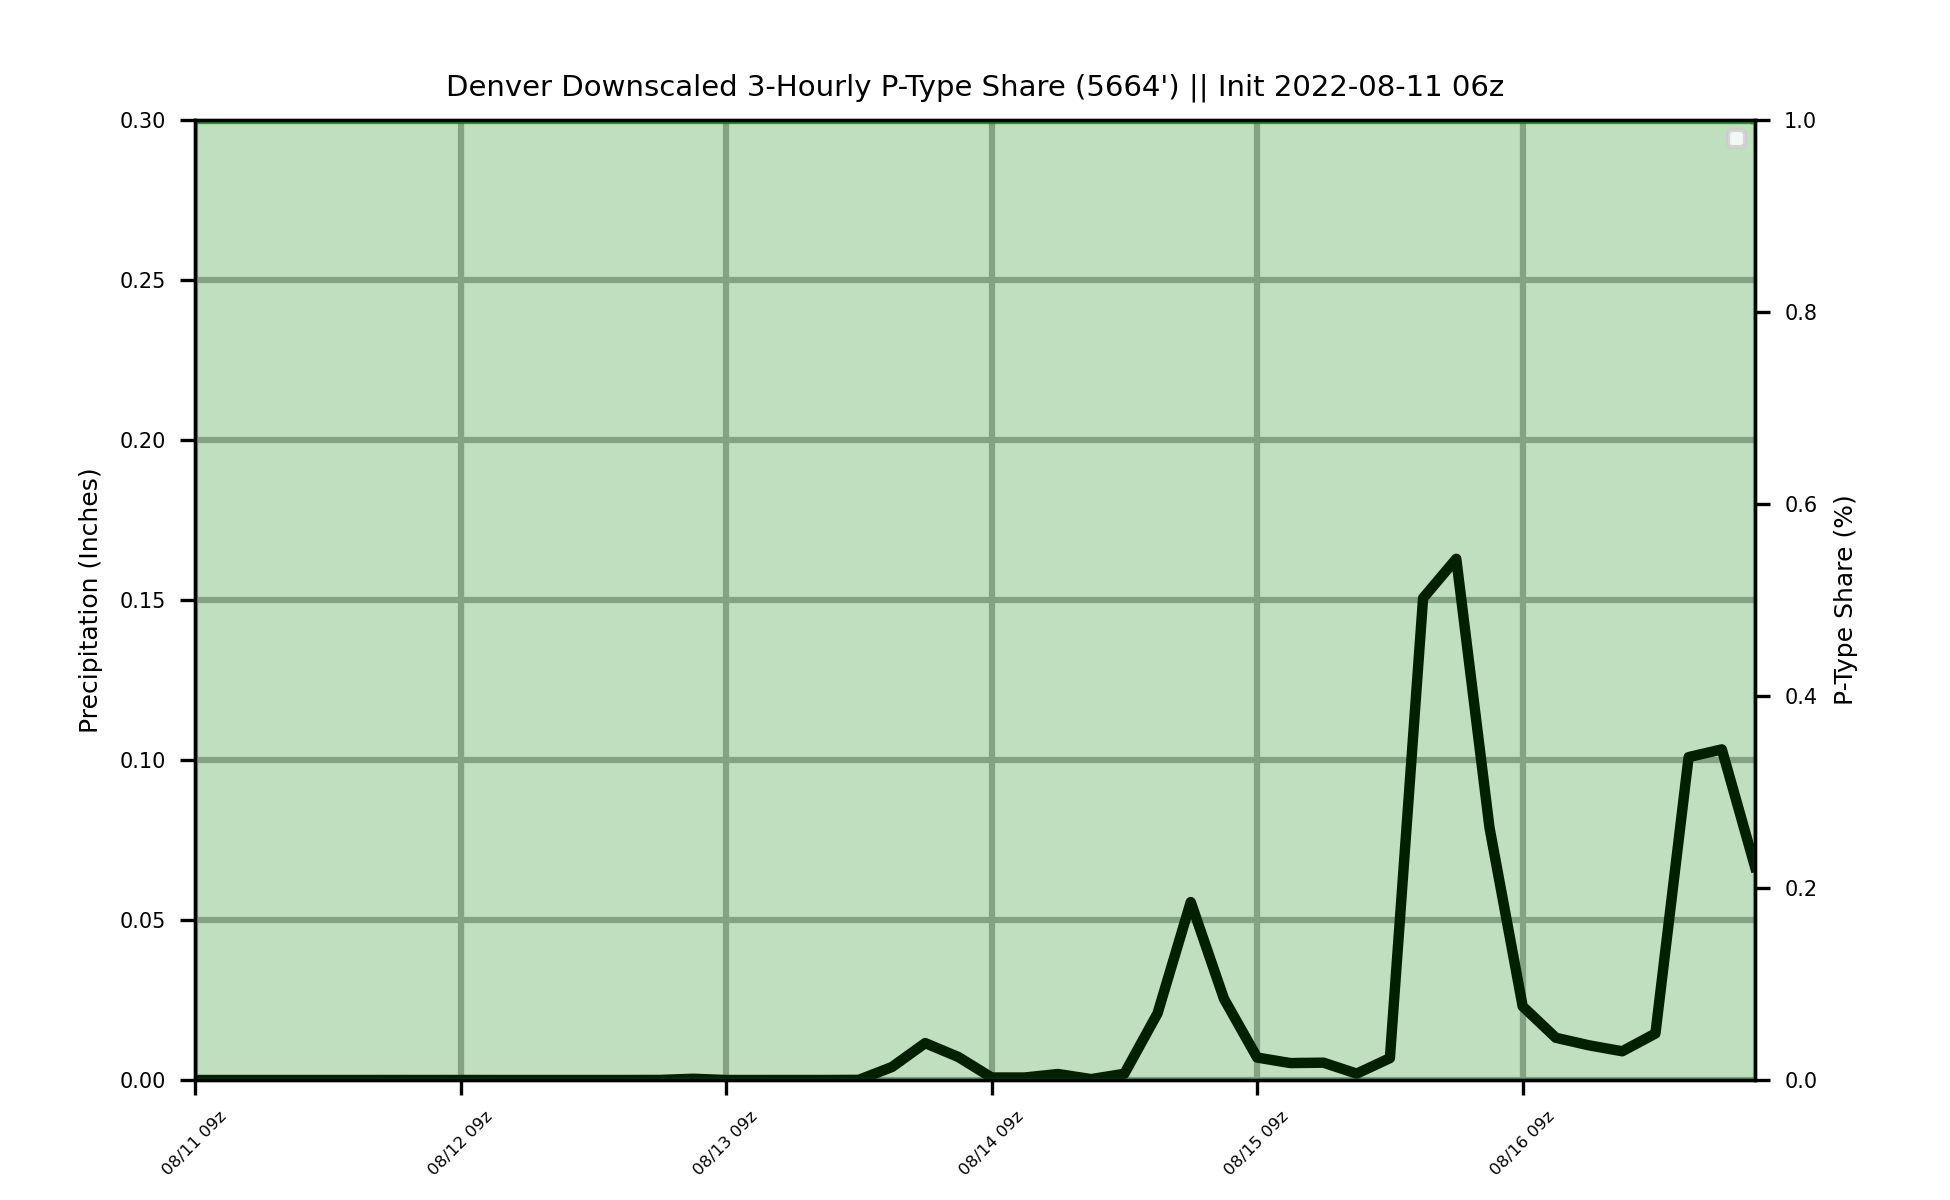 Denver Downscaled 3-Hourly P-Type Share (5664') || Init 2022-08-11 06z
Precipitation (Inches)
0.30
0.25
0.20
0.15
0.10
0.05
0.00
1.0
0.8
0.6
0.4
0.2
0.0
P-Type Share (%)
08/11 09z
08/12 09z
08/13 09z
08/14 09z
08/15 09z
08/16 09z